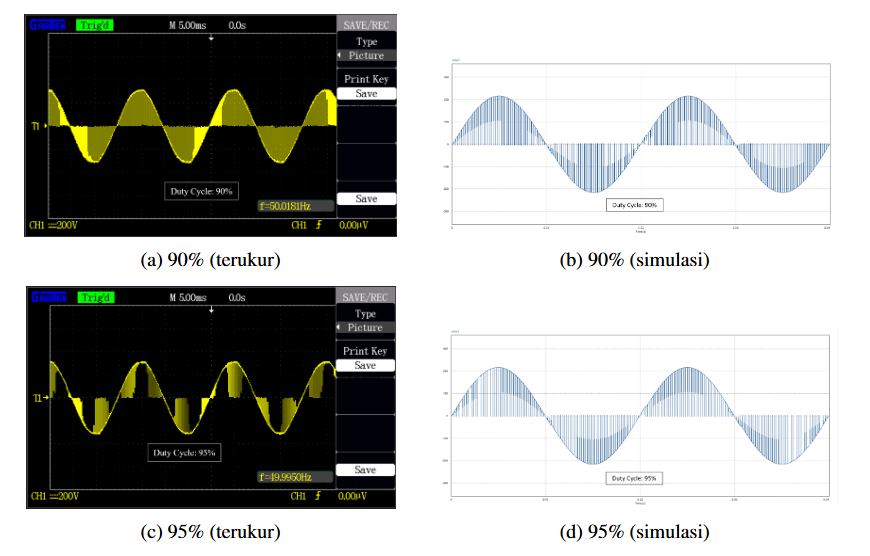 GRATTEN Trig'd M 5.00ms 0.0s SAVE/REC
Type
Picture
Print Key
Save
T1
Duty Cycle: 90%
Save
f=50.0181Hz
CH1 200V CH1 0.00µV
Duty Cycle: 90%
(a) 90% (terukur) (b) 90% (simulasi)
Trig'd M 5.00ms 0.0s SAVE/REC
Type
Picture
Print Key
Save
T1
Duty Cycle: 95%
Save
f=49.9950Hz
CH1 200V CH1 0.00µV
Duty Cycle: 95%
(c) 95% (terukur) (d) 95% (simulasi)